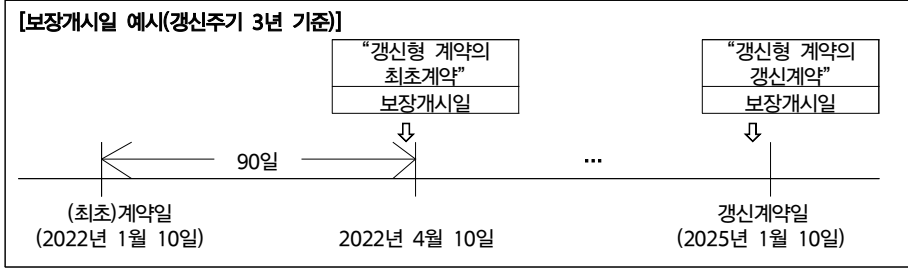 [보장개시일 예시(갱신주기 3년 기준)]
“갱신형 계약의
최초계약”
보장개시일
“갱신형 계약의
갱신계약”
보장개시일
90일
...
(최초)계약일
(2022년 1월 10일)
2022년 4월 10일
갱신계약일
(2025년 1월 10일)